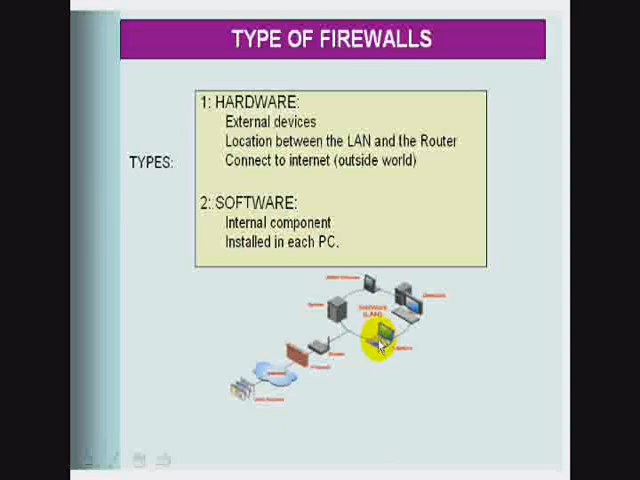 TYPE OF FIREWALLS
1: HARDWARE:
External devices
Location between the LAN and the Router
TYPES:
Connect to internet (outside world)
2: SOFTWARE:
Internal component
Installed in each PC.
(LAN)